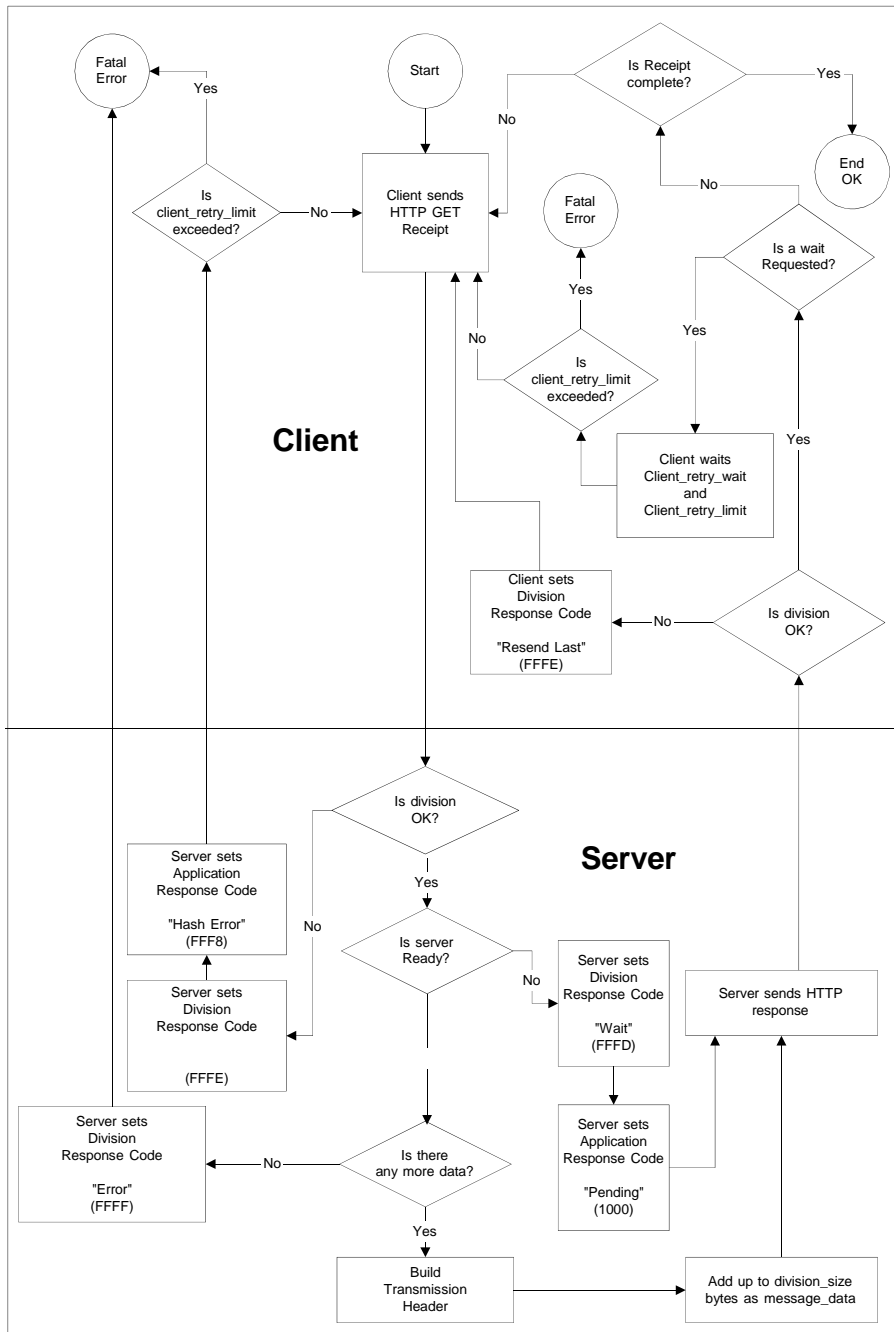 Fatal
Error
Yes
Start
Is Receipt
complete?
Yes
No
End
OK
Is
client_retry_limit
exceeded?
No
Client sends
HTTP GET
Receipt
Fatal
Error
No
Is a wait
Requested?
Yes
Yes
No
Is
client_retry_limit
exceeded?
Client
Client waits
Client_retry_wait
and
Client_retry_limit
Yes
Client sets
Division
Response Code
"Resend Last"
(FFFE)
No
Is division
OK?
Is division
OK?
Server
Server sets
Application
Response Code
"Hash Error"
(FFF8)
Yes
No
Is server
Ready?
No
Server sets
Division
Response Code
"Wait"
(FFFD)
Server sends HTTP
response
Server sets
Division
Response Code
(FFFE)
Server sets
Division
Response Code
"Error"
(FFFF)
No
Is there
any more data?
Server sets
Application
Response Code
"Pending"
(1000)
Yes
Build
Transmission
Header
Add up to division_size
bytes as message_data